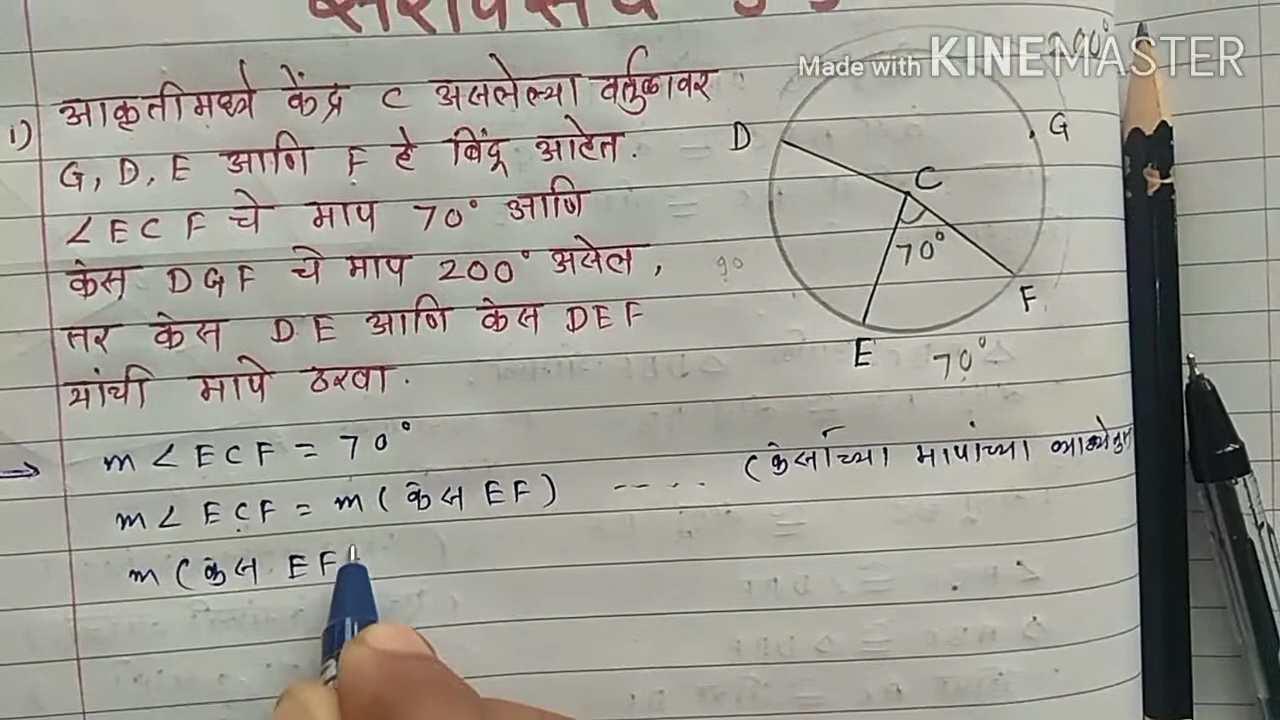 Made with KINEMASTER
1) आकृतीमध्ये केंद्र C असलेल्या वर्तुळावर
G, D, E आणि F हे बिंदू आहेत.
∠ECF चे माप 70° आणि
कंस DGF चे माप 200° असेल,
तर कंस DE आणि कंस DEF
यांची मापे ठरवा.
200°
D
G
C
70°
F
E
70°
m∠ECF = 70°
m∠ECF = m(कंस EF) ---- (कंसांच्या मापांच्या
m(कंस EF